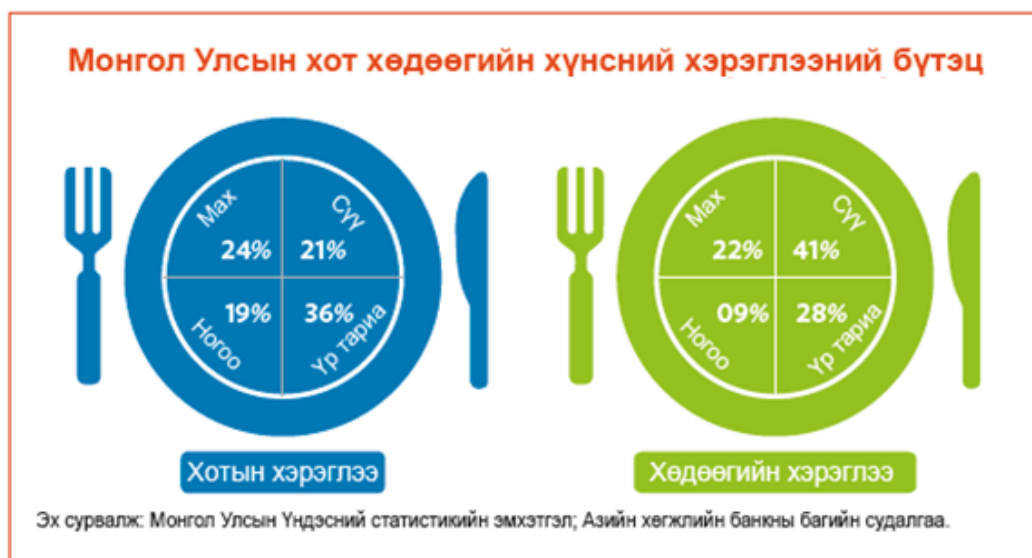 Монгол Улсын хот хөдөөгийн хүнсний хэрэглээний бүтэц
Мах
Сүү
24%
21%
19%
36%
Ногоо
Үр тариа
Хотын хэрэглээ
Мах
Сүү
22%
41%
09%
28%
Ногоо
Үр тариа
Хөдөөгийн хэрэглээ
Эх сурвалж: Монгол Улсын Үндэсний статистикийн эмхэтгэл; Азийн хөгжлийн банкны багийн судалгаа.